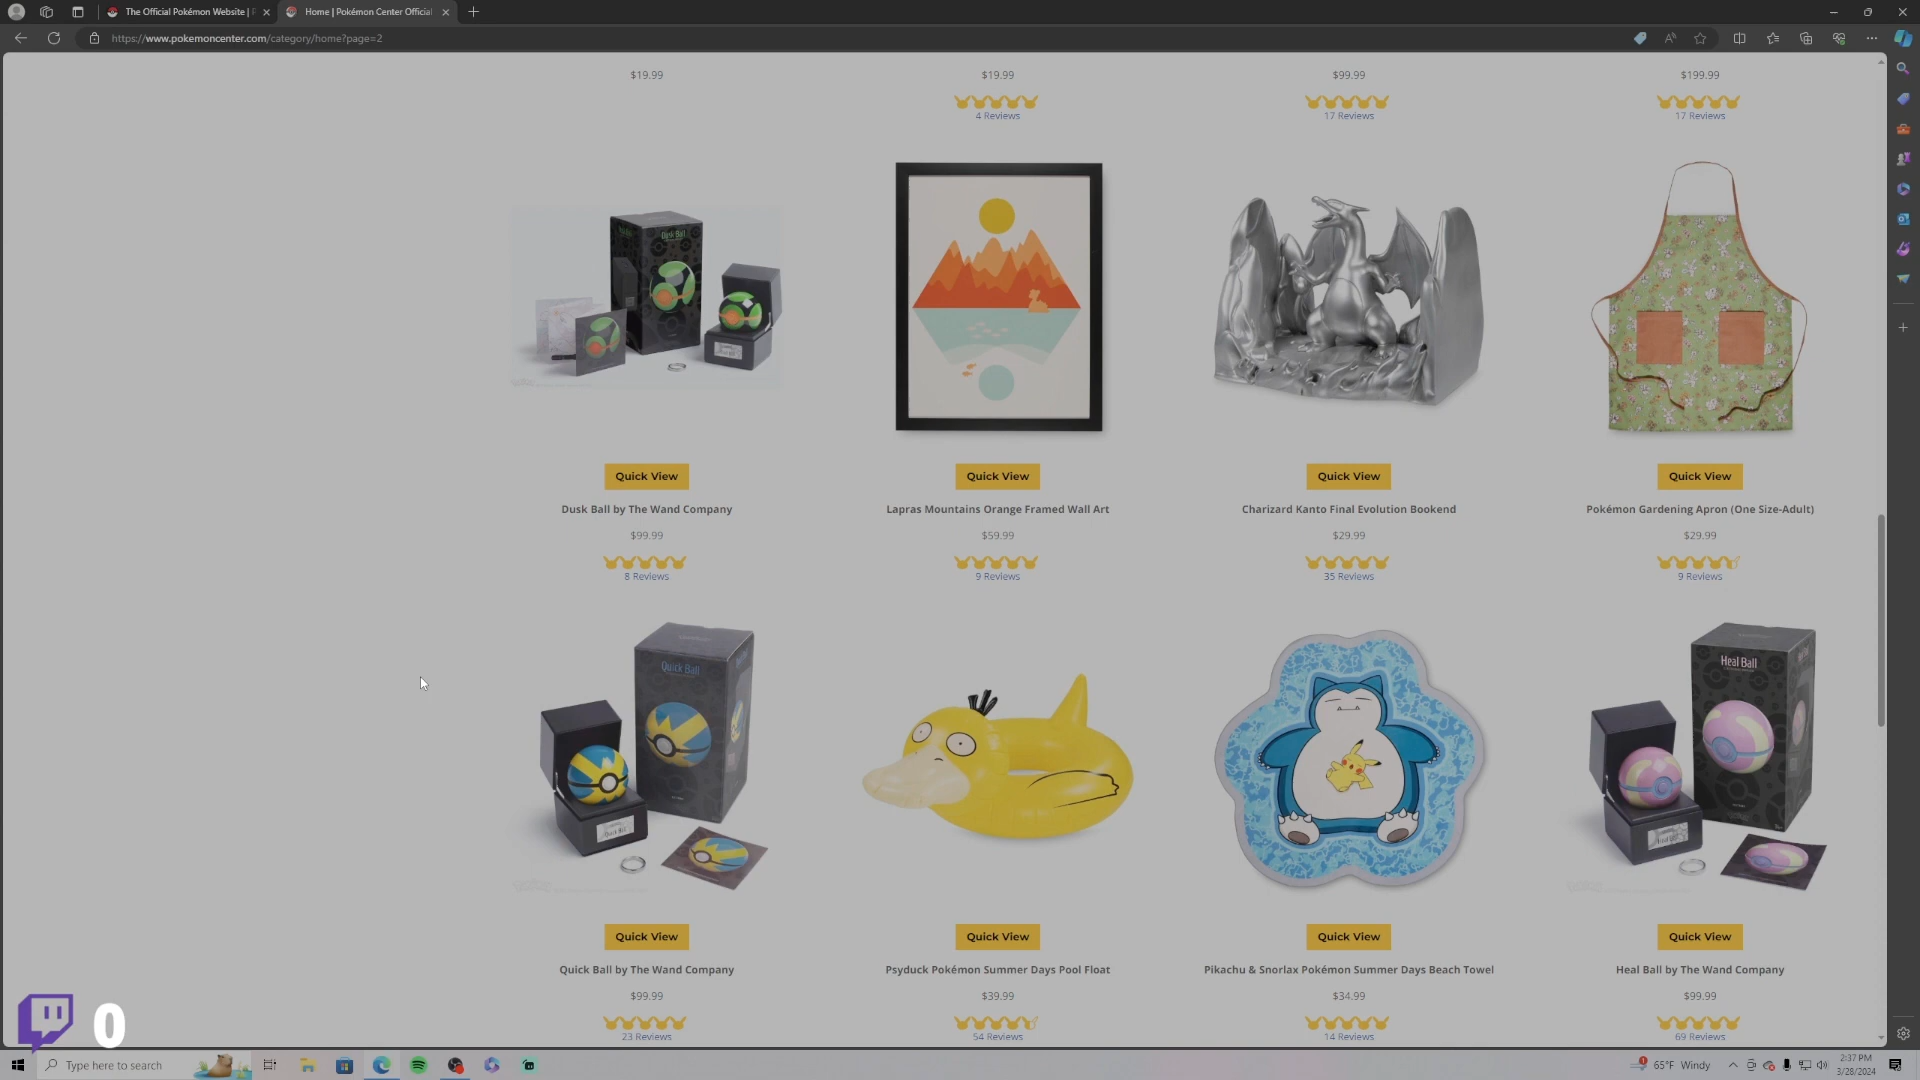 The Official Pokémon Website |
Home | Pokémon Center Official
https://www.pokemoncenter.com/category/home?page=2
$19.99
$19.99
$99.99
$199.99
4 Reviews
17 Reviews
17 Reviews
Dusk Ball
Quick View
Quick View
Quick View
Quick View
Dusk Ball by The Wand Company
Lapras Mountains Orange Framed Wall Art
Charizard Kanto Final Evolution Bookend
Pokémon Gardening Apron (One Size-Adult)
$99.99
$59.99
$29.99
$29.99
8 Reviews
9 Reviews
35 Reviews
9 Reviews
Quick Ball
Heal Ball
Quick View
Quick View
Quick View
Quick View
Quick Ball by The Wand Company
Psyduck Pokémon Summer Days Pool Float
Pikachu & Snorlax Pokémon Summer Days Beach Towel
Heal Ball by The Wand Company
$99.99
$39.99
$34.99
$99.99
23 Reviews
54 Reviews
14 Reviews
69 Reviews
0
Type here to search
65°F Windy
2:37 PM
3/28/2024